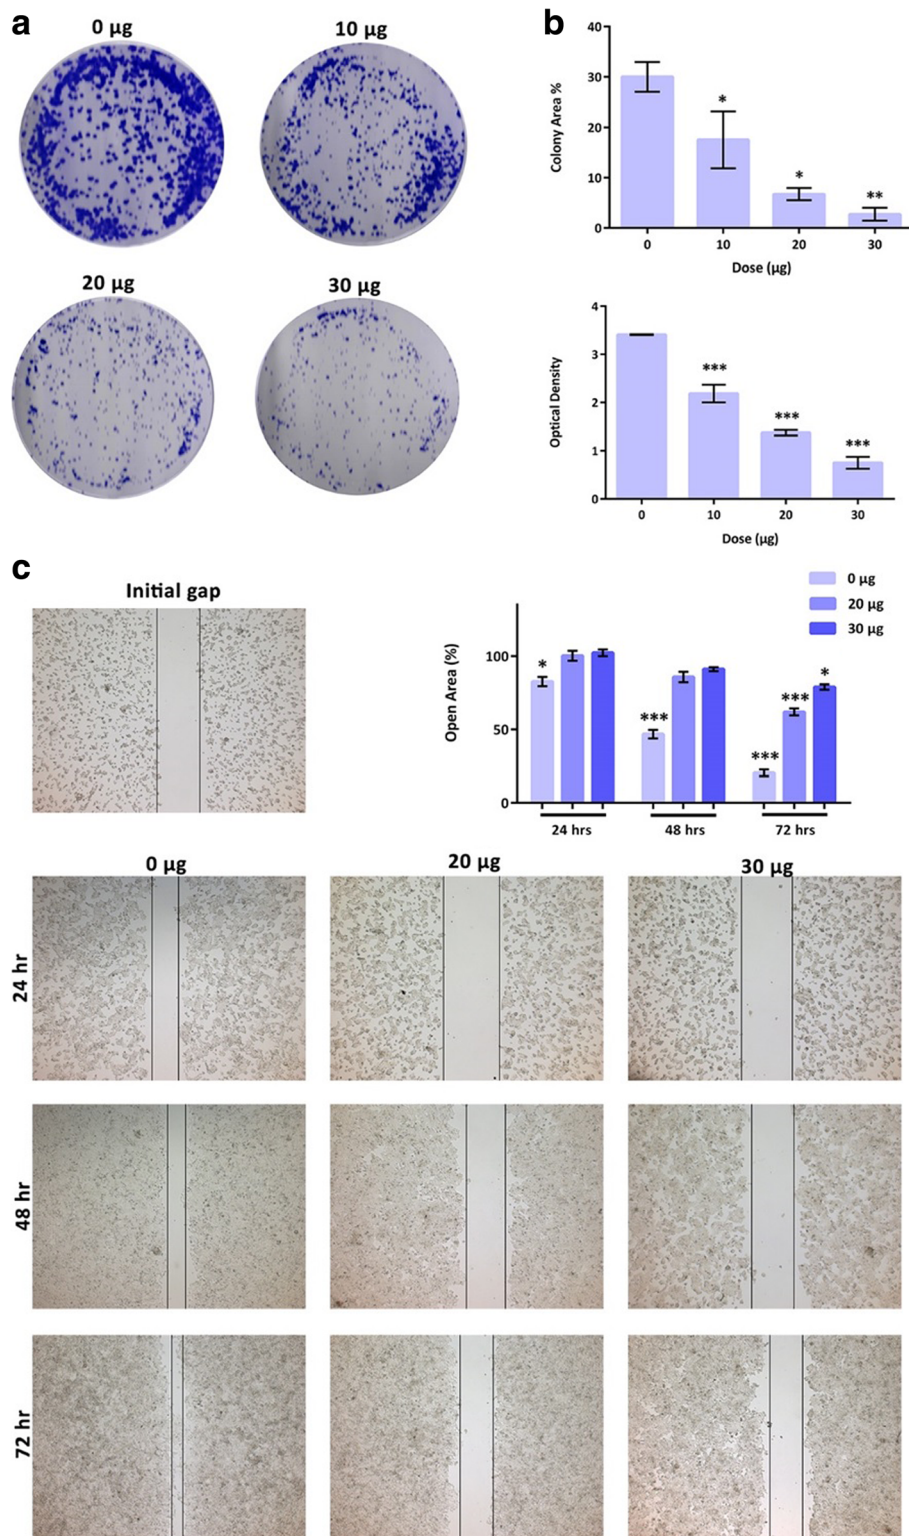 a
0 µg
10 µg
20 µg
30 µg
b
40
30
20
10
0
Colony Area %
*
*
**
0 10 20 30
Dose (µg)
4
3
2
1
0
Optical Density
***
***
***
0 10 20 30
Dose (µg)
c
Initial gap
0 µg
20 µg
30 µg
100
50
0
Open Area (%)
*
***
***
***
*
24 hrs 48 hrs 72 hrs
0 µg 20 µg 30 µg
24 hr
48 hr
72 hr